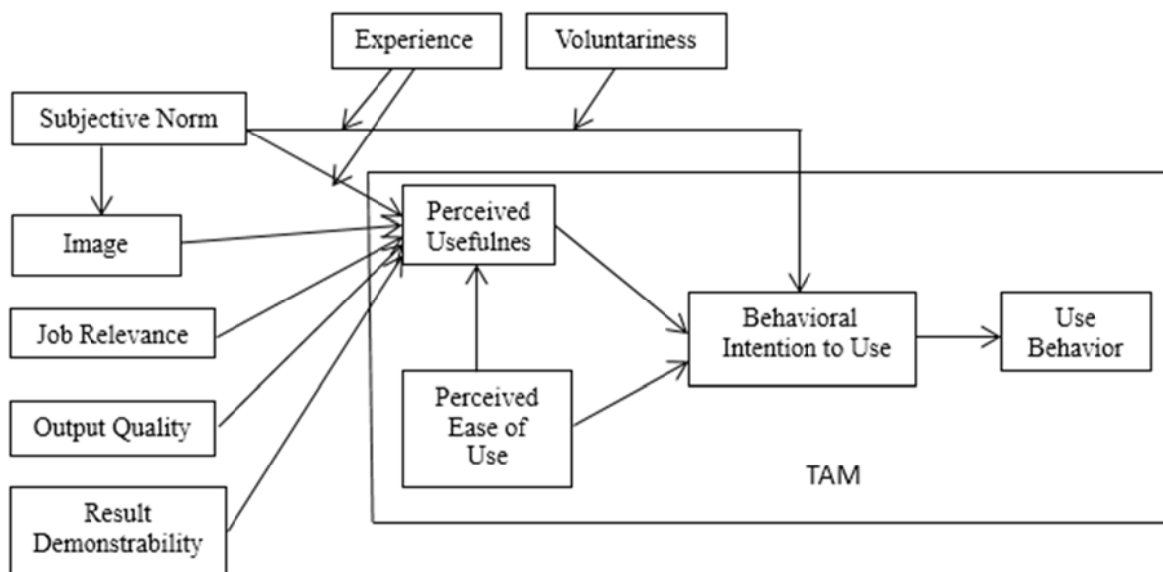 Experience
Voluntariness
Subjective Norm
Image
Job Relevance
Output Quality
Result
Demonstrability
Perceived
Usefulnes
Perceived
Ease of
Use
Behavioral
Intention to Use
Use
Behavior
TAM